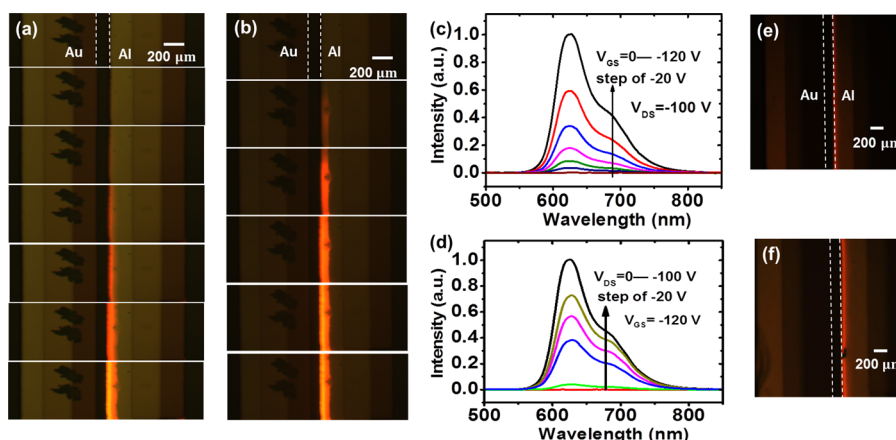 (a)
Au
Al
200 μm
(b)
Au
Al
200 μm
(c)
Intensity (a.u.)
1.0
0.8
0.6
0.4
0.2
0.0
V_GS=0— -120 V
step of -20 V
V_DS=-100 V
500 600 700 800
Wavelength (nm)
(d)
Intensity (a.u.)
1.0
0.8
0.6
0.4
0.2
0.0
V_DS=0— -100 V
step of -20 V
V_GS= -120 V
500 600 700 800
Wavelength (nm)
(e)
Au
Al
200 μm
(f)
200 μm